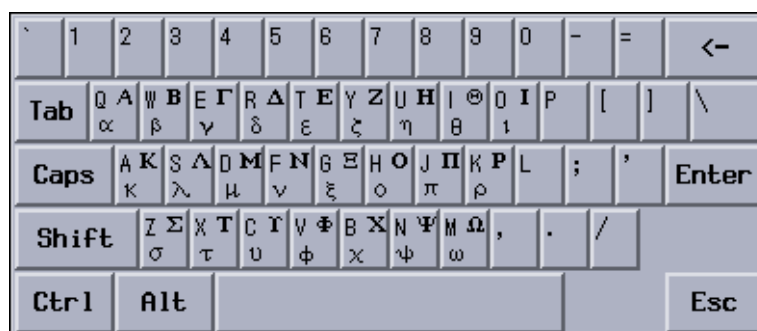 ` 1 2 3 4 5 6 7 8 9 0 - = <-
Tab Q Α α W Β β E Γ γ R Δ δ T Ε ε Y Ζ ζ U Η η I Θ θ O Ι ι P [ ] \
Caps A Κ κ S Λ λ D Μ μ F Ν ν G Ξ ξ H Ο ο J Π π K Ρ ρ L ; ' Enter
Shift Z Σ σ X Τ τ C ϒ υ V Φ φ B Χ χ N Ψ ψ M Ω ω , . /
Ctrl Alt Esc